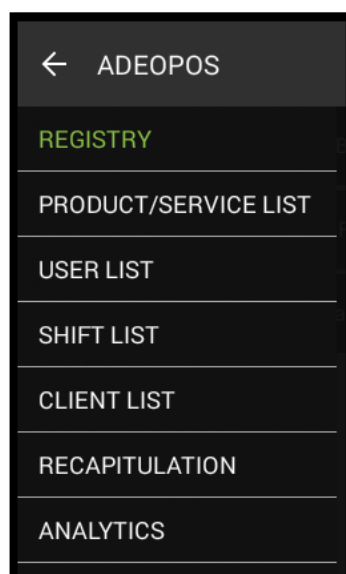 ADEOPOS
REGISTRY
PRODUCT/SERVICE LIST
USER LIST
SHIFT LIST
CLIENT LIST
RECAPITULATION
ANALYTICS